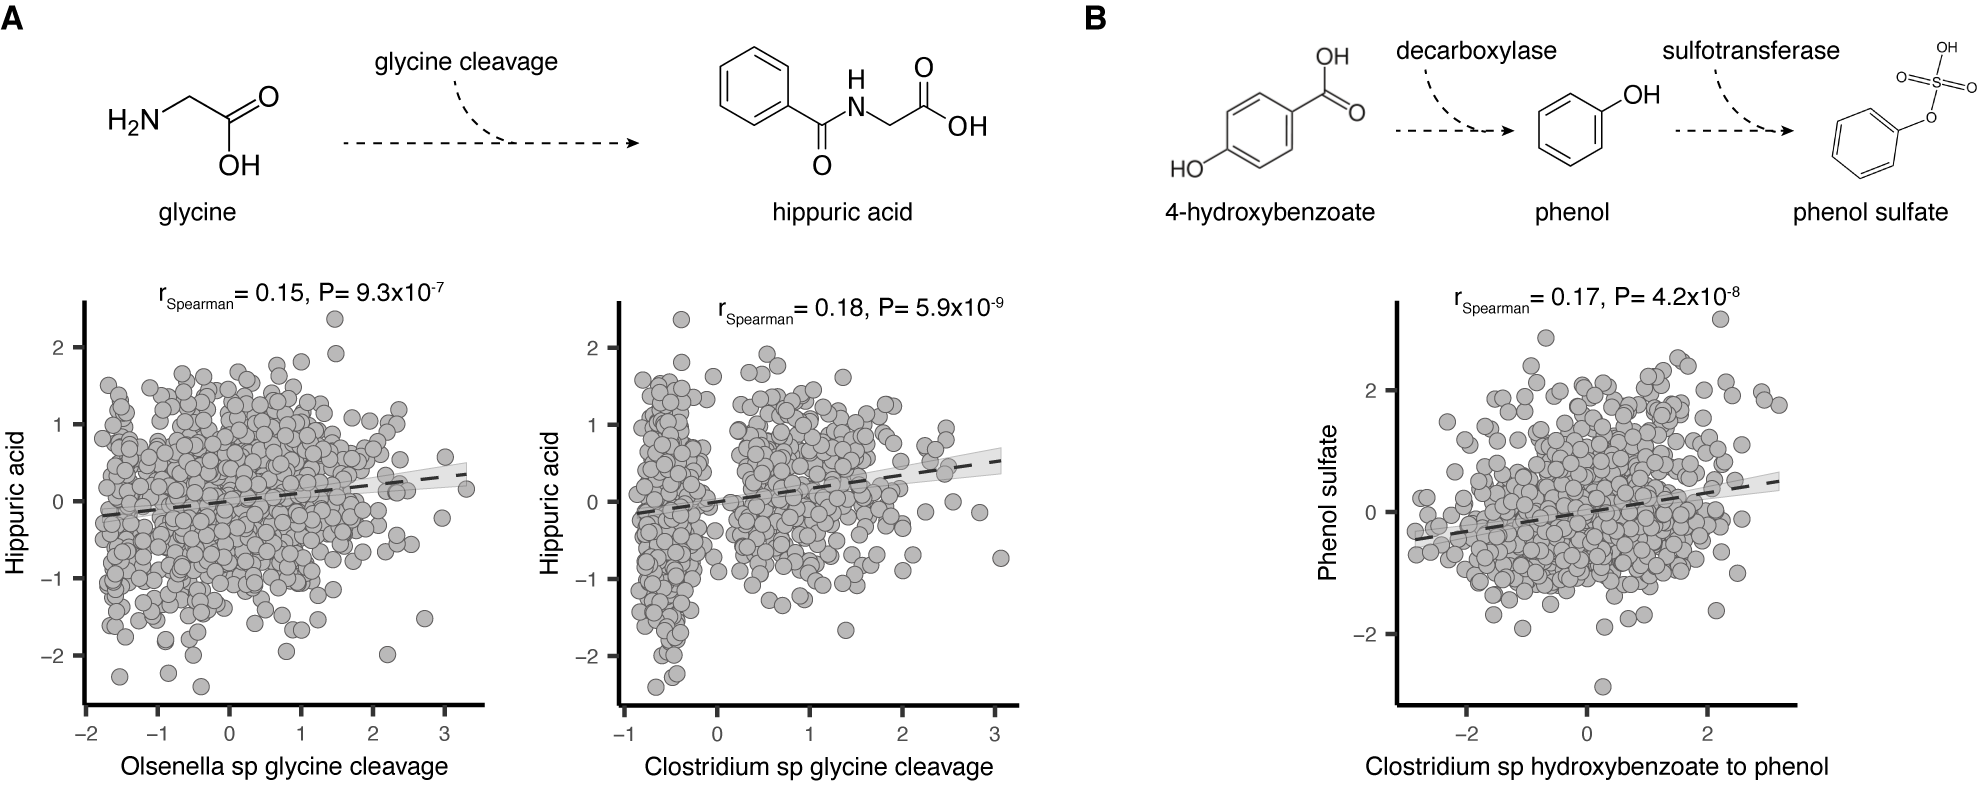 A
glycine cleavage
H₂N
O
OH
glycine
H
N
O
O
OH
hippuric acid
B
decarboxylase
sulfotransferase
OH
O
HO
OH
OH
O
S
O
O
4-hydroxybenzoate
phenol
phenol sulfate
rSpearman= 0.15, P= 9.3x10⁻⁷
Hippuric acid
2
1
0
−1
−2
−2 −1 0 1 2 3
Olsenella sp glycine cleavage
rSpearman= 0.18, P= 5.9x10⁻⁹
Hippuric acid
2
1
0
−1
−2
−1 0 1 2 3
Clostridium sp glycine cleavage
rSpearman= 0.17, P= 4.2x10⁻⁸
Phenol sulfate
2
0
−2
−2 0 2
Clostridium sp hydroxybenzoate to phenol